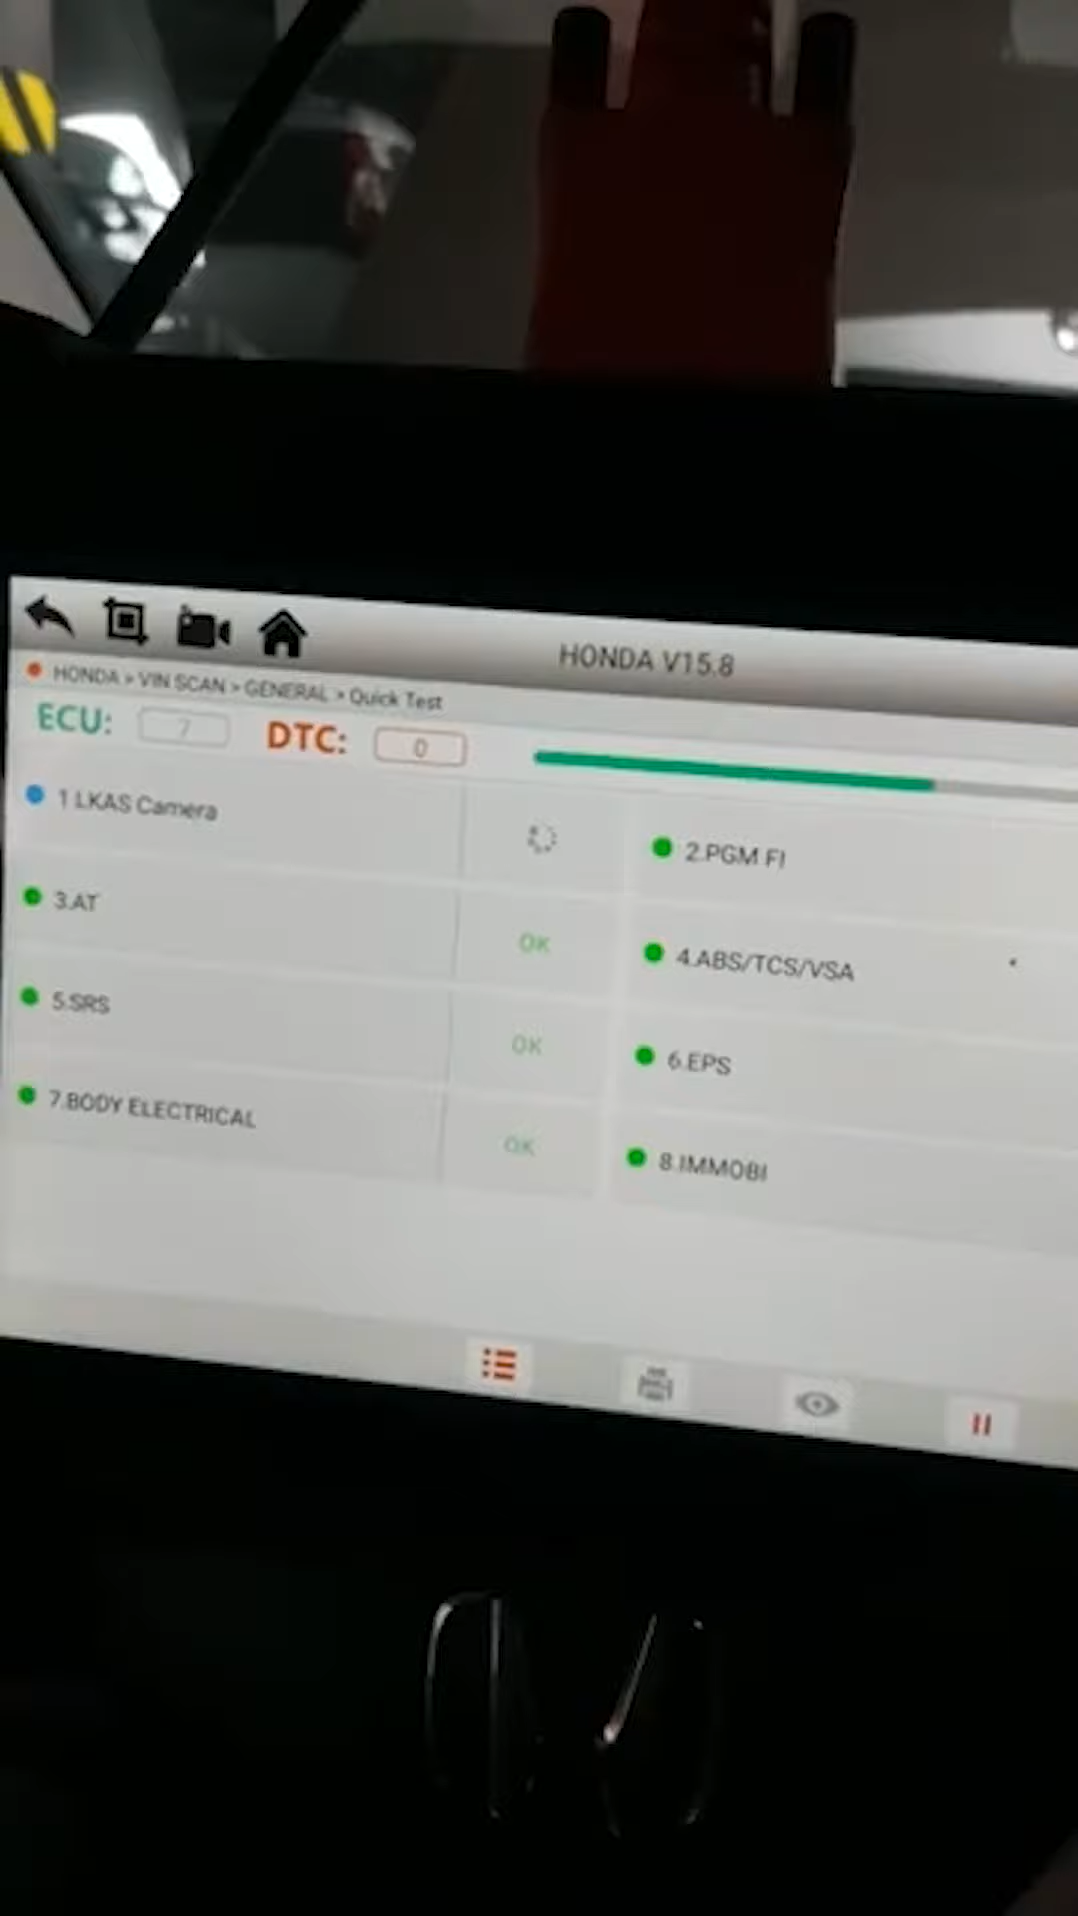 HONDA V15.8
HONDA > VIN SCAN > GENERAL > Quick Test
ECU: 7 DTC: 0
1 LKAS Camera
2.PGM FI
3.AT OK
4.ABS/TCS/VSA
5.SRS OK
6.EPS
7.BODY ELECTRICAL OK
8.IMMOBI